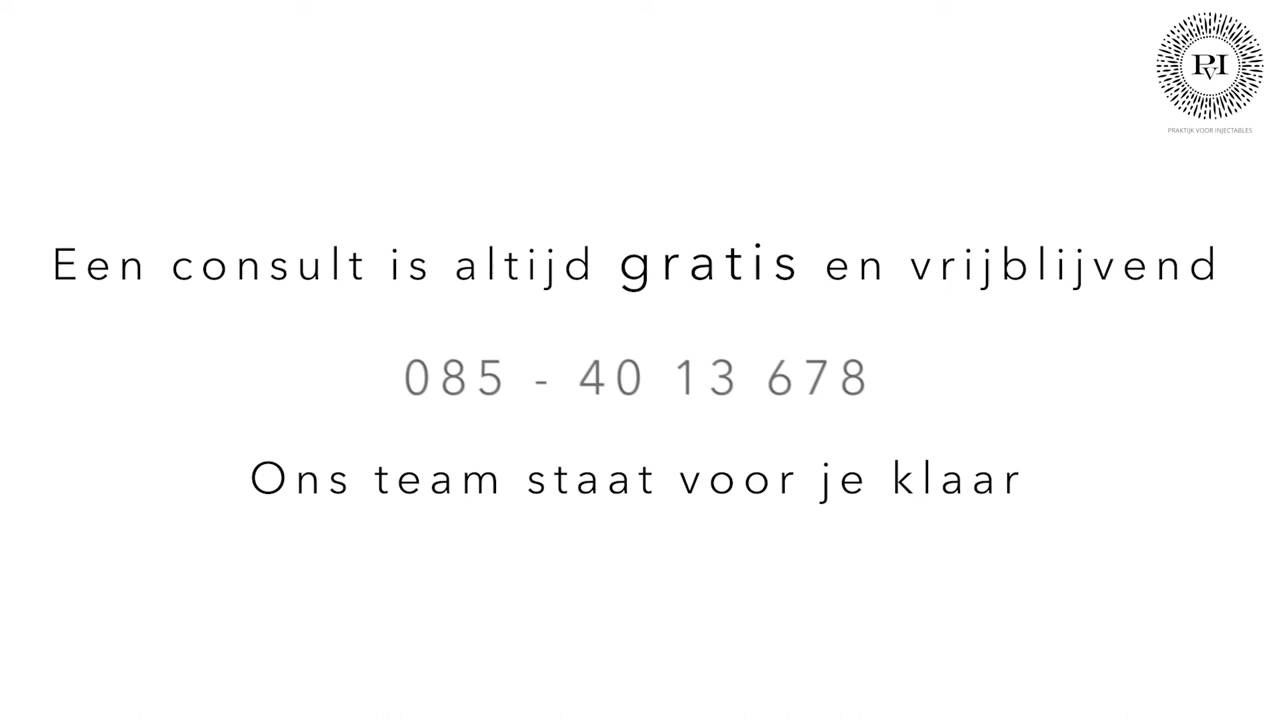 PVI
PRAKTIJK VOOR INJECTABLES
Een consult is altijd gratis en vrijblijvend
085 - 40 13 678
Ons team staat voor je klaar